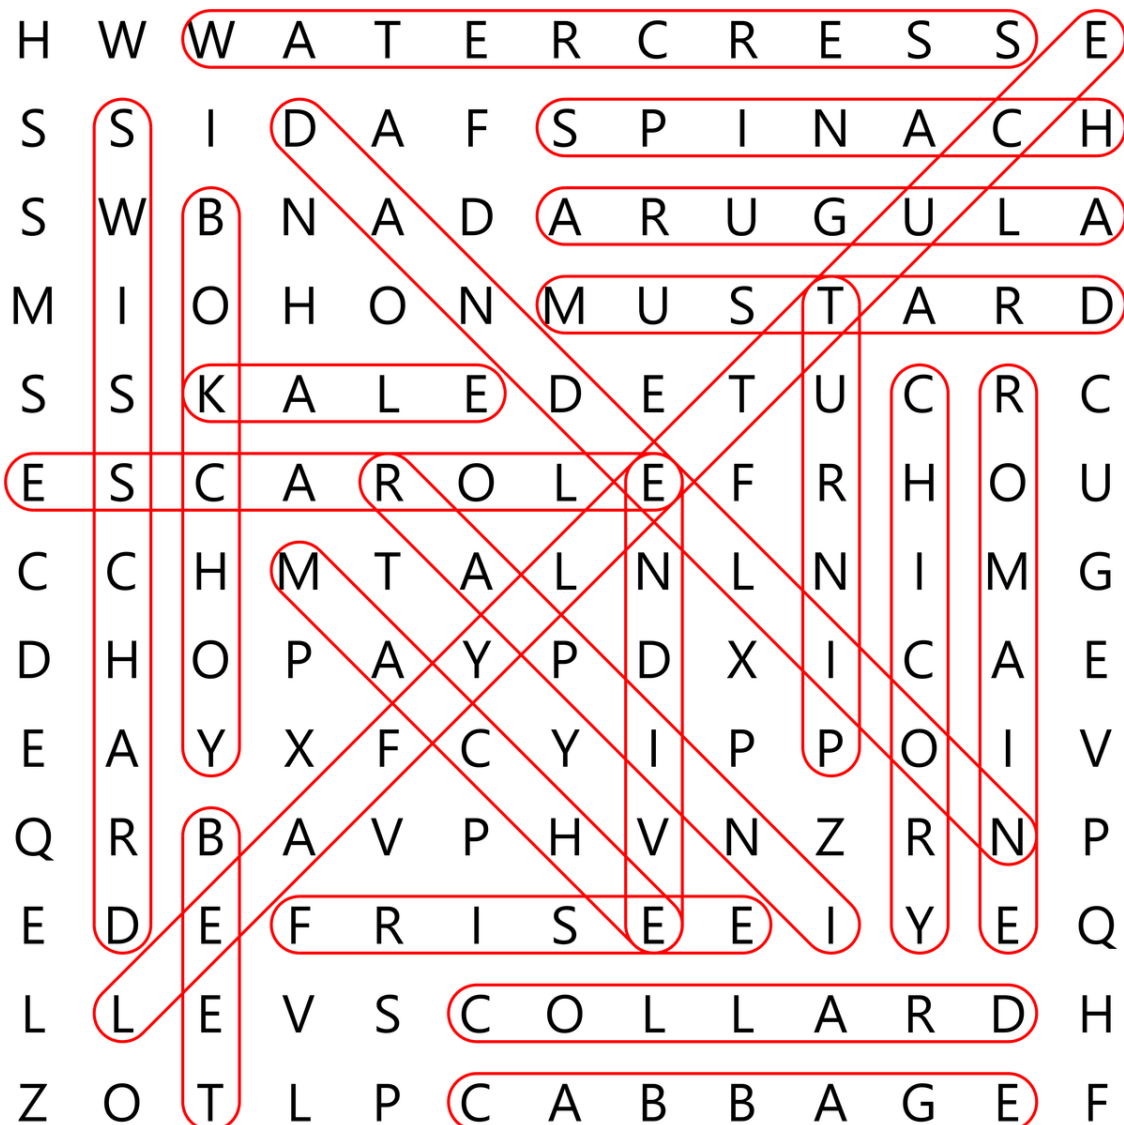 H W W A T E R C R E S S E
S S I D A F S P I N A C H
S W B N A D A R U G U L A
M I O H O N M U S T A R D
S S K A L E D E T U C R C
E S C A R O L E F R H O U
C C H M T A L N L N I M G
D H O P A Y P D X I C A E
E A Y X F C Y I P P O I V
Q R B A V P H V N Z R N P
E D E F R I S E E I Y E Q
L L E V S C O L L A R D H
Z O T L P C A B B A G E F